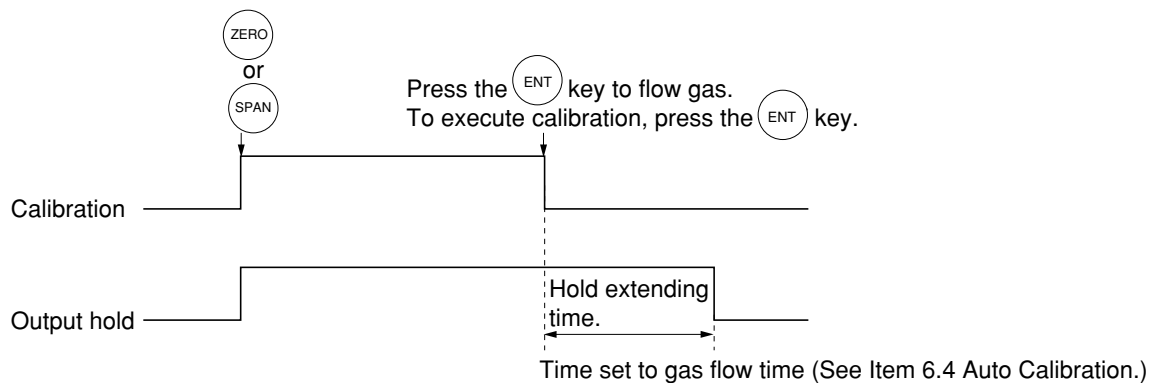 ZERO
or
SPAN
Press the ENT key to flow gas.
To execute calibration, press the ENT key.
Calibration
Hold extending
time.
Output hold
Time set to gas flow time (See Item 6.4 Auto Calibration.)